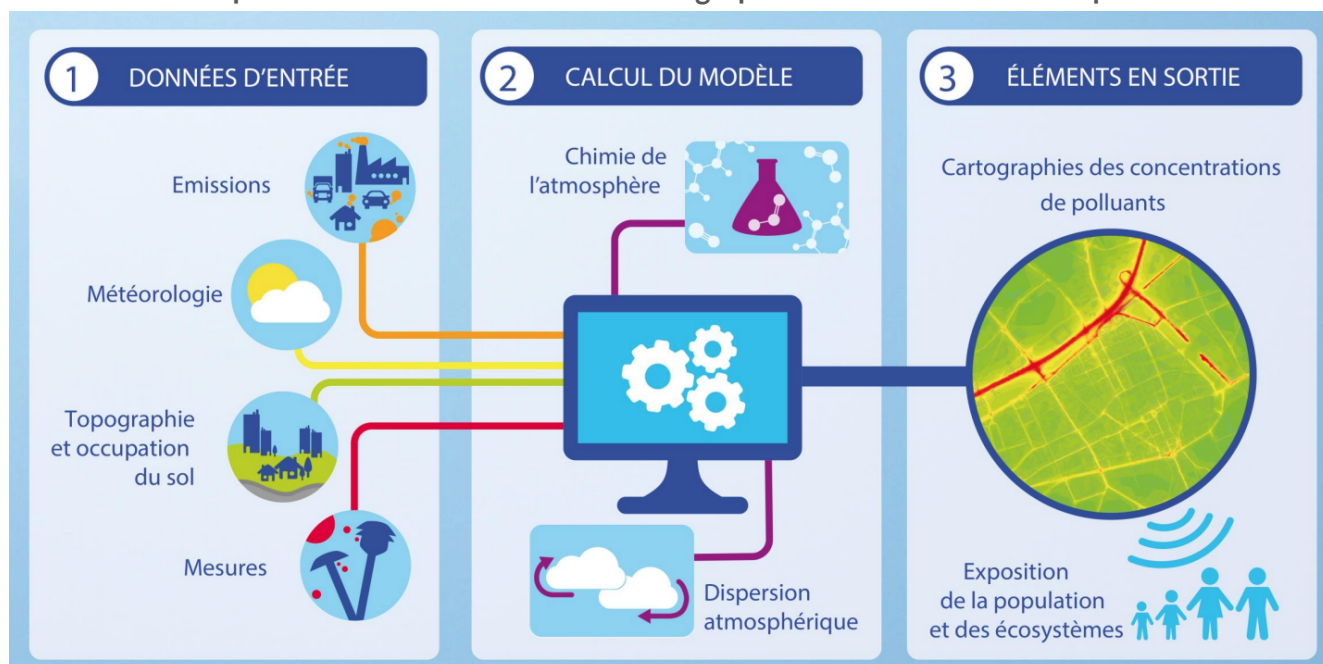 1 DONNÉES D'ENTRÉE
Emissions
Météorologie
Topographie
et occupation
du sol
Mesures
2 CALCUL DU MODÈLE
Chimie de
l'atmosphère
Dispersion
atmosphérique
3 ÉLÉMENTS EN SORTIE
Cartographies des concentrations
de polluants
Exposition
de la population
et des écosystèmes